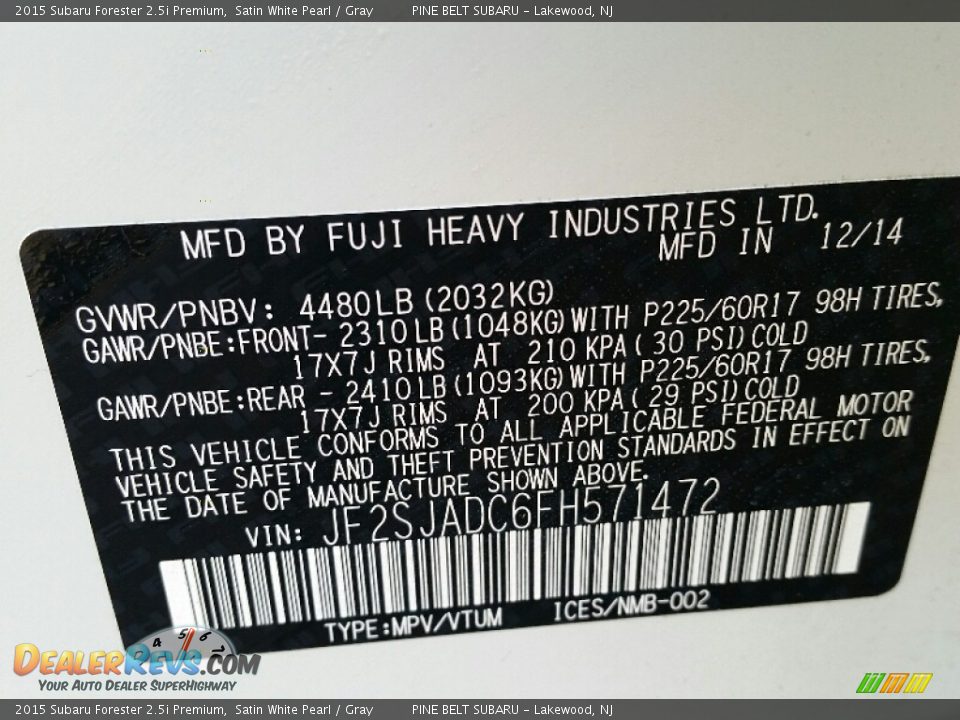 2015 Subaru Forester 2.5i Premium, Satin White Pearl / Gray PINE BELT SUBARU - Lakewood, NJ
MFD BY FUJI HEAVY INDUSTRIES LTD.
MFD IN 12/14
GVWR/PNBV: 4480LB(2032KG)
GAWR/PNBE:FRONT- 2310LB(1048KG)WITH P225/60R17 98H TIRES,
17X7J RIMS AT 210 KPA( 30 PSI)COLD
GAWR/PNBE:REAR - 2410LB(1093KG)WITH P225/60R17 98H TIRES,
17X7J RIMS AT 200 KPA( 29 PSI)COLD
THIS VEHICLE CONFORMS TO ALL APPLICABLE FEDERAL MOTOR
VEHICLE SAFETY AND THEFT PREVENTION STANDARDS IN EFFECT ON
THE DATE OF MANUFACTURE SHOWN ABOVE.
VIN: JF2SJADC6FH571472
TYPE:MPV/VTUM ICES/NMB-002
4 5 6 7
DEALERREVS.COM
YOUR AUTO DEALER SUPERHIGHWAY
2015 Subaru Forester 2.5i Premium, Satin White Pearl / Gray PINE BELT SUBARU - Lakewood, NJ